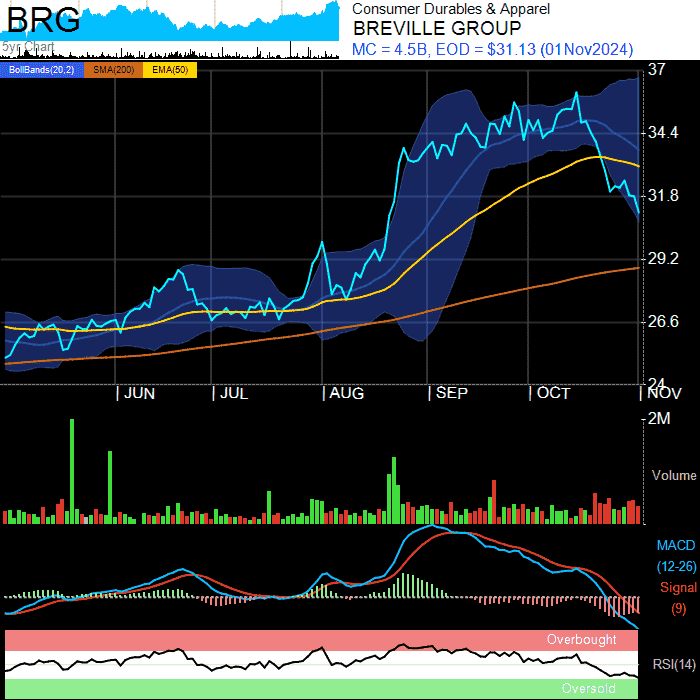 BRG
5yr Chart
Consumer Durables & Apparel
BREVILLE GROUP
MC = 4.5B, EOD = $31.13 (01Nov2024)
BollBands(20,2) SMA(200) EMA(50)
37
34.4
31.8
29.2
26.6
24
JUN JUL AUG SEP OCT NOV
2M
Volume
MACD
(12-26)
Signal
(9)
Overbought
RSI(14)
Oversold